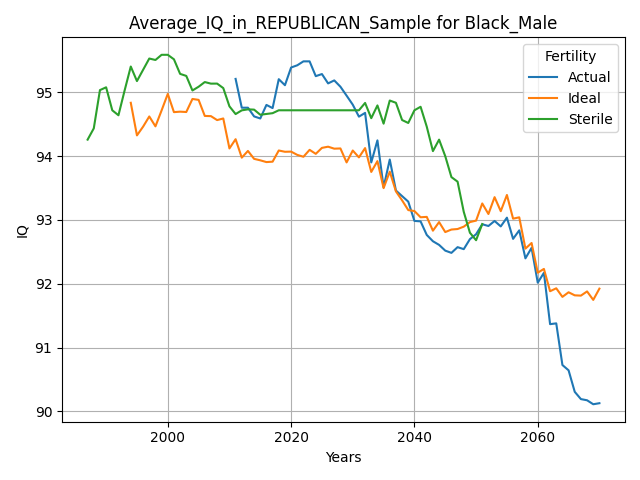 Average_IQ_in_REPUBLICAN_Sample for Black_Male
Fertility
Actual
Ideal
Sterile
IQ
95
94
93
92
91
90
2000
2020
2040
2060
Years